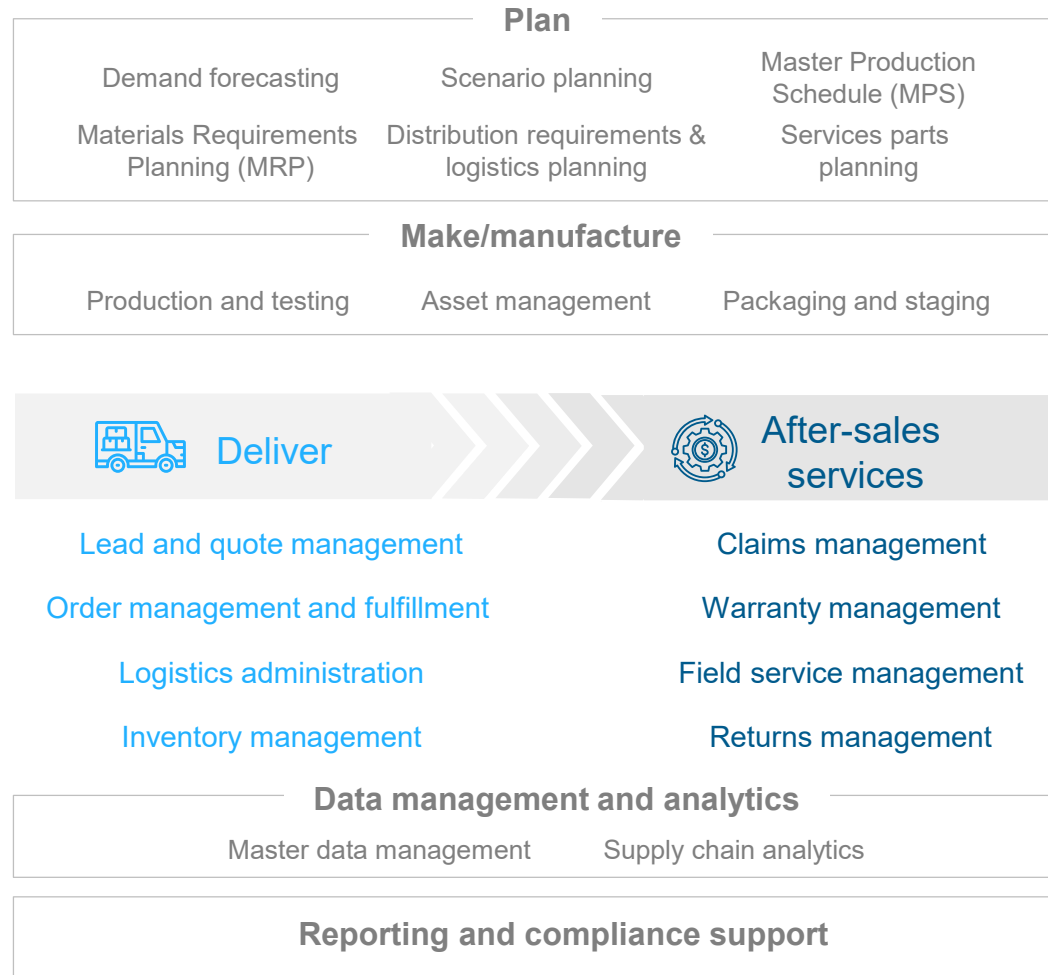 Plan
Demand forecasting
Scenario planning
Master Production
Schedule (MPS)
Materials Requirements
Planning (MRP)
Distribution requirements &
logistics planning
Services parts
planning
Make/manufacture
Production and testing
Asset management
Packaging and staging
Deliver
After-sales
services
Lead and quote management
Order management and fulfillment
Logistics administration
Inventory management
$
Claims management
Warranty management
Field service management
Returns management
Data management and analytics
Master data management
Supply chain analytics
Reporting and compliance support